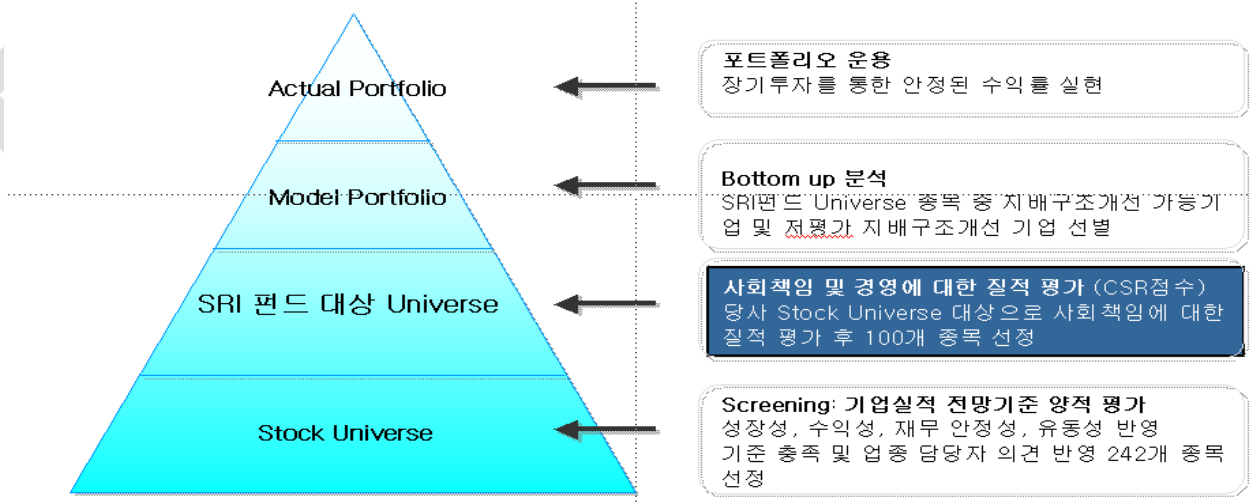 Actual Portfolio
포트폴리오 운용
장기투자를 통한 안정된 수익률 실현
Model Portfolio
Bottom up 분석
SRI펀드 Universe 종목 중 지배구조개선 가능기
업 및 저평가 지배구조개선 기업 선별
SRI 펀드 대상 Universe
사회책임 및 경영에 대한 질적 평가 (CSR점수)
당사 Stock Universe 대상으로 사회책임에 대한
질적 평가 후 100개 종목 선정
Stock Universe
Screening: 기업실적 전망기준 양적 평가
성장성, 수익성, 재무 안정성, 유동성 반영
기준 충족 및 업종 담당자 의견 반영 242개 종목
선정